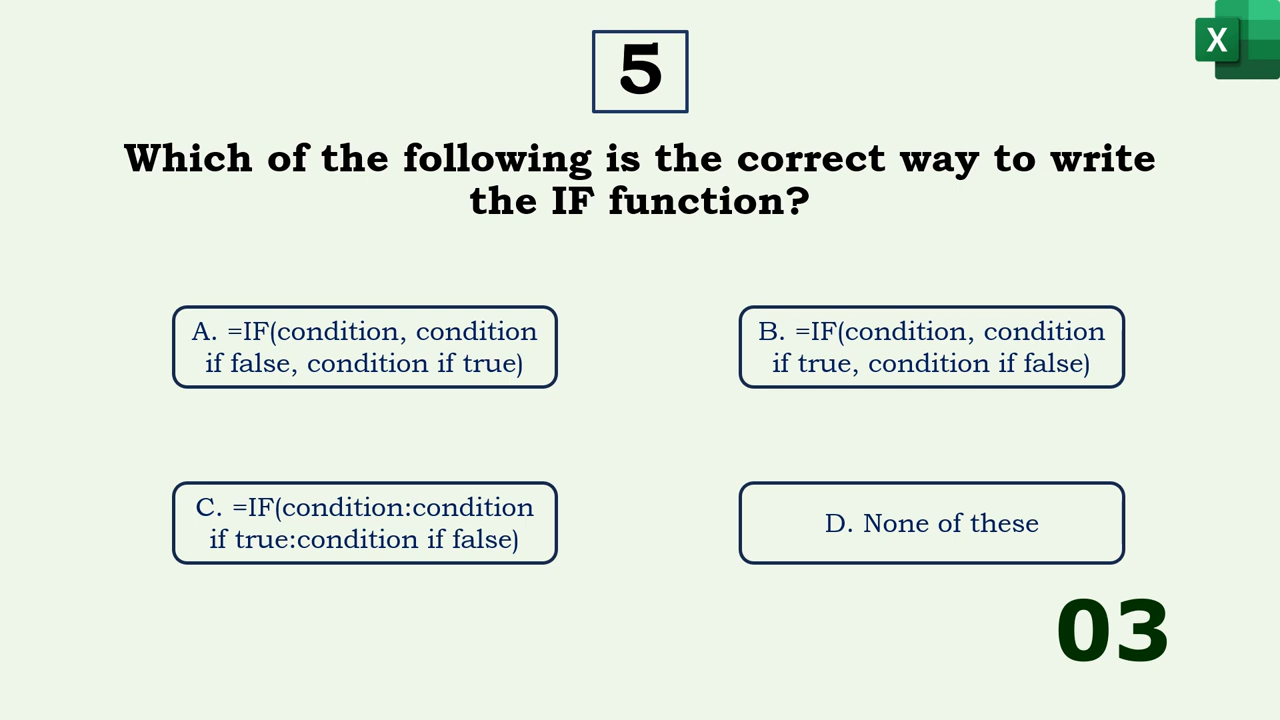 5
X
Which of the following is the correct way to write
the IF function?
A. =IF(condition, condition
if false, condition if true)
B. =IF(condition, condition
if true, condition if false)
C. =IF(condition:condition
if true:condition if false)
D. None of these
03